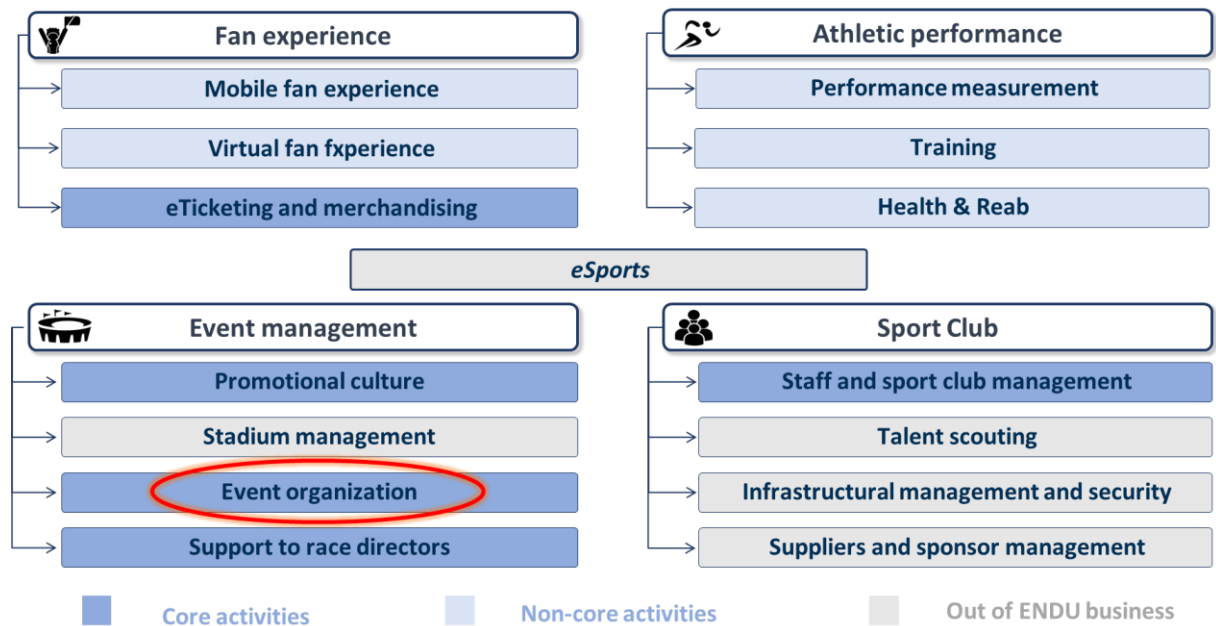 Fan experience
Mobile fan experience
Virtual fan fxperience
eTicketing and merchandising
Athletic performance
Performance measurement
Training
Health & Reab
eSports
Event management
Promotional culture
Stadium management
Event organization
Support to race directors
Sport Club
Staff and sport club management
Talent scouting
Infrastructural management and security
Suppliers and sponsor management
Core activities
Non-core activities
Out of ENDU business